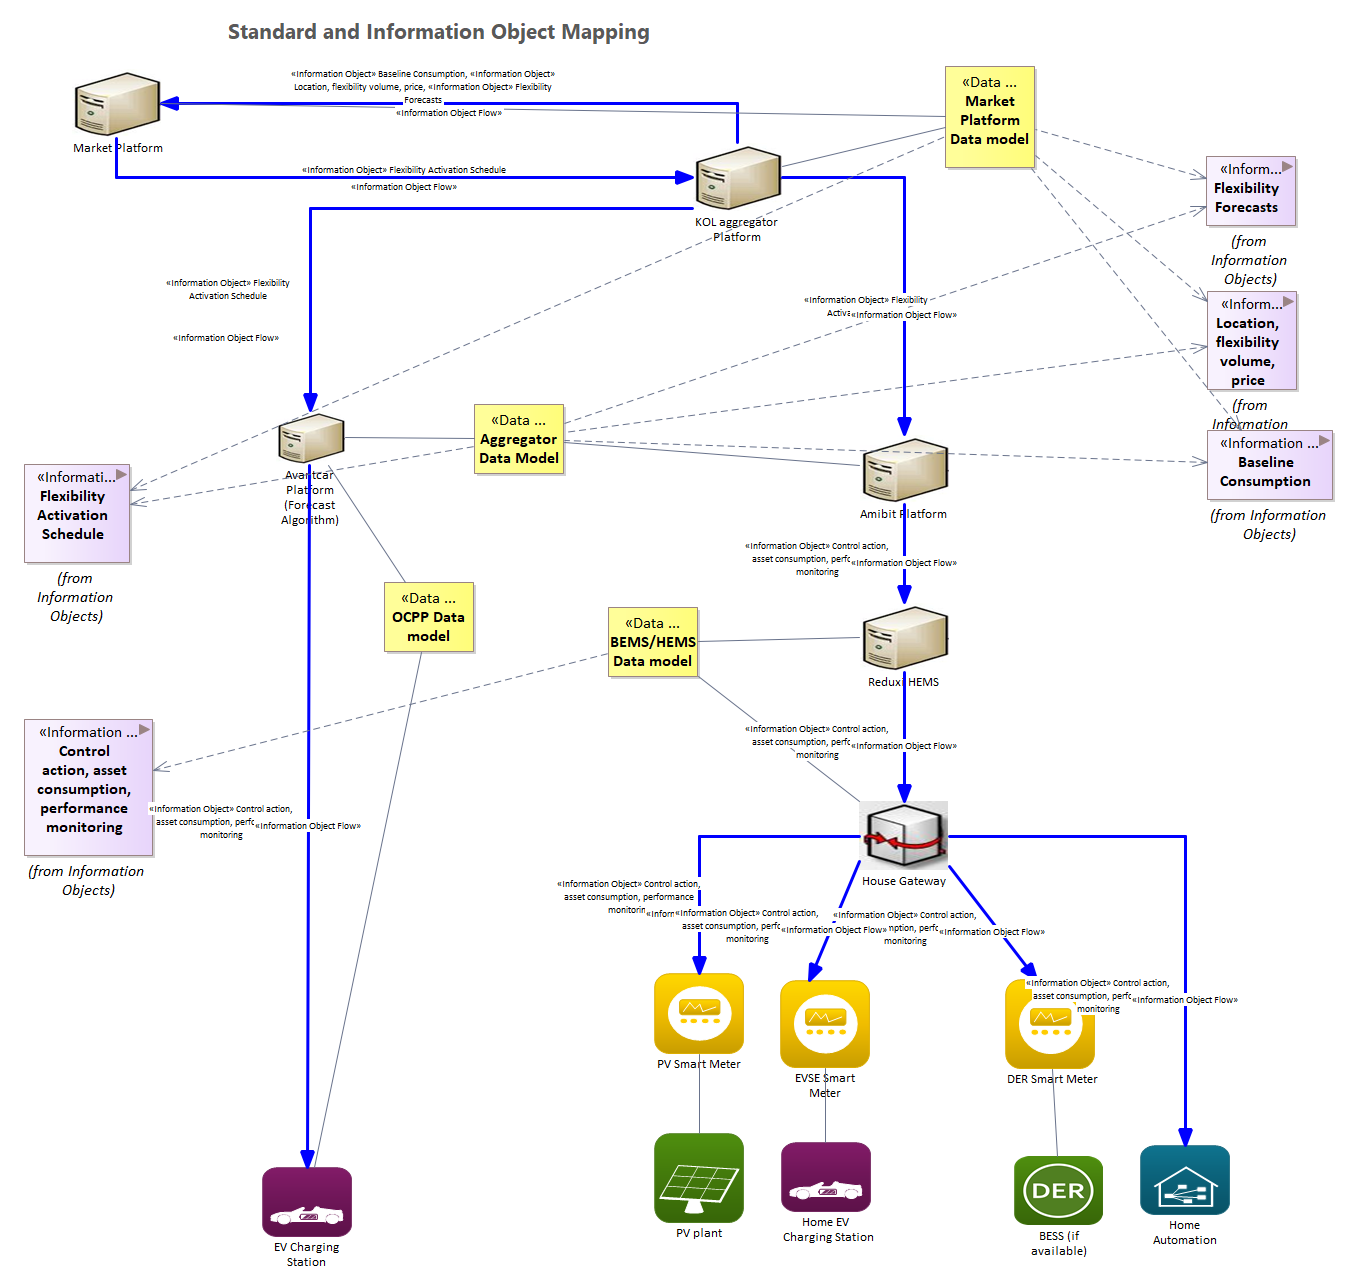 Standard and Information Object Mapping
«Information Object» Baseline Consumption, «Information Object»
Location, flexibility volume, price, «Information Object» Flexibility
Forecasts
«Information Object Flow»
Market Platform
«Data ...
Market
Platform
Data model
«Information Object» Flexibility Activation Schedule
«Information Object Flow»
KOL aggregator
Platform
«Inform...
Flexibility
Forecasts
(from
Information
Objects)
«Information Object» Flexibility
Activation Schedule
«Information Object Flow»
«Information Object» Flexibility
«Information Object Flow»
«Inform...
Location,
flexibility
volume,
price
(from
Information
«Data ...
Aggregator
Data Model
«Information ...
Baseline
Consumption
(from Information
Objects)
Avantcar
Platform
(Forecast
Algorithm)
Amibit Platform
«Informati...
Flexibility
Activation
Schedule
(from
Information
Objects)
«Information Object» Control action,
asset consumption, perfc
monitoring
«Information Object Flow»
«Data ...
OCPP Data
model
«Data ...
BEMS/HEMS
Data model
Reduxi HEMS
«Information Object» Control action,
asset consumption, perfc
monitoring
«Information Object Flow»
«Information ...
Control
action, asset
consumption,
performance
monitoring
(from Information
Objects)
«Information Object» Control action,
asset consumption, perfc
monitoring
«Information Object Flow»
House Gateway
«Information Object» Control action,
asset consumption, performance
monitorin
«Inforr
«Information Object» Control action,
asset consumption, perfc
monitoring
«Information Object Flow»
«Information Object» Control action,
mption, perfc
monitoring
«Information Object Flow»
«Information Object» Control action,
asset consumption, perfc
monitoring
«Information Object Flow»
PV Smart Meter
EVSE Smart
Meter
DER Smart Meter
DER
EV Charging
Station
PV plant
Home EV
Charging Station
BESS (if
available)
Home
Automation